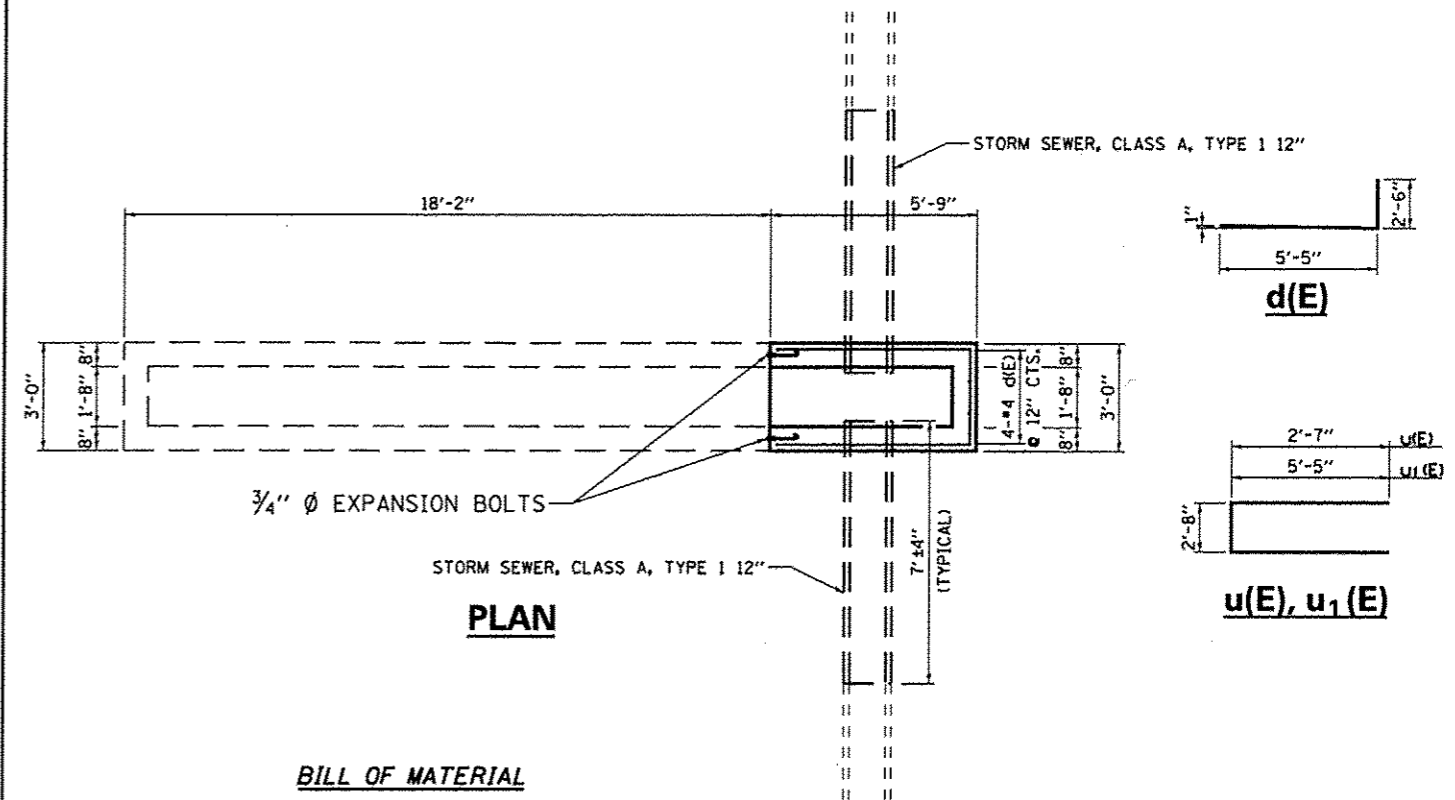 STORM SEWER, CLASS A, TYPE 1 12"
18'-2"
5'-9"
1"
2'-6"
5'-5"
d(E)
3'-0"
8"
1'-8"
8"
4-#4 d(E)
@ 12" CTS.
8"
1'-8"
8"
3'-0"
2'-7" u(E)
5'-5" u1(E)
2'-8"
u(E), u1(E)
3/4" Ø EXPANSION BOLTS
7'±4"
(TYPICAL)
STORM SEWER, CLASS A, TYPE 1 12"
PLAN
BILL OF MATERIAL